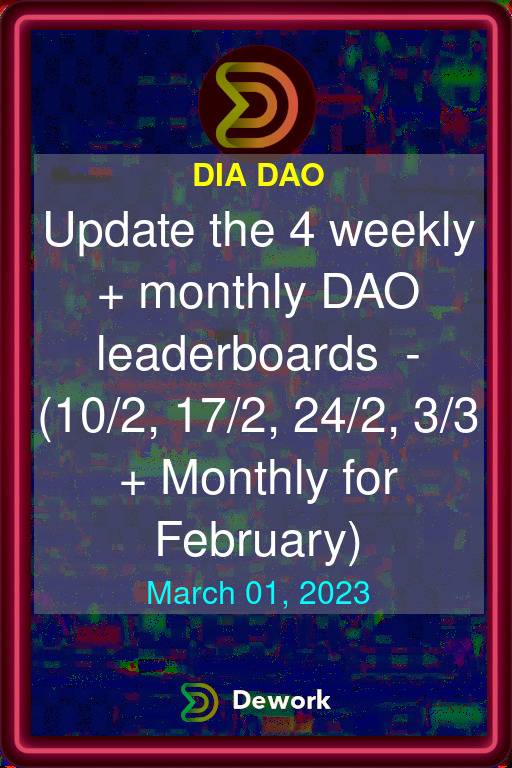 DIA DAO
Update the 4 weekly
+ monthly DAO
leaderboards -
(10/2, 17/2, 24/2, 3/3
+ Monthly for
February)
March 01, 2023
Dework